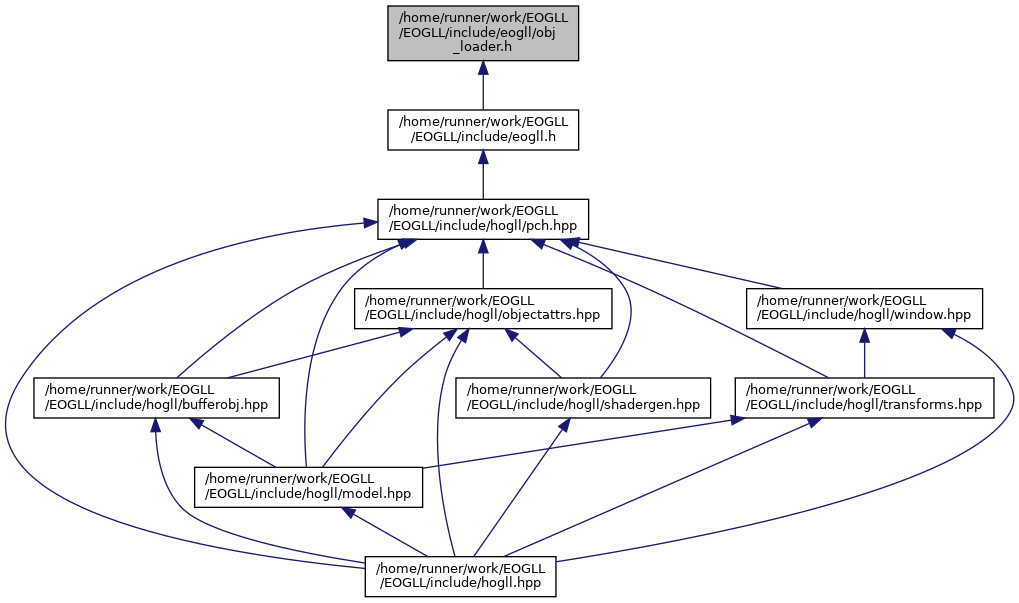 /home/runner/work/EOGLL
/EOGLL/include/eogll/obj
_loader.h
/home/runner/work/EOGLL
/EOGLL/include/eogll.h
/home/runner/work/EOGLL
/EOGLL/include/hogll/pch.hpp
/home/runner/work/EOGLL
/EOGLL/include/hogll/objectattrs.hpp
/home/runner/work/EOGLL
/EOGLL/include/hogll/window.hpp
/home/runner/work/EOGLL
/EOGLL/include/hogll/bufferobj.hpp
/home/runner/work/EOGLL
/EOGLL/include/hogll/shadergen.hpp
/home/runner/work/EOGLL
/EOGLL/include/hogll/transforms.hpp
/home/runner/work/EOGLL
/EOGLL/include/hogll/model.hpp
/home/runner/work/EOGLL
/EOGLL/include/hogll.hpp